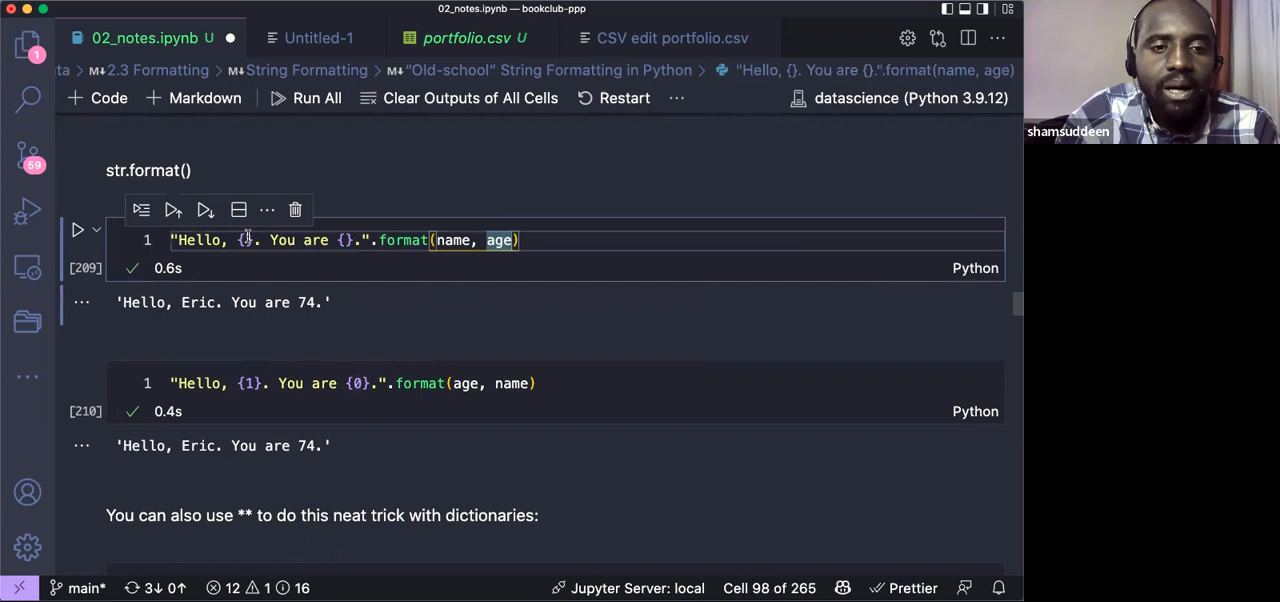 02_notes.ipynb — bookclub-ppp
02_notes.ipynb U
Untitled-1
portfolio.csv U
CSV edit portfolio.csv
ta > 2.3 Formatting > String Formatting > "Old-school" String Formatting in Python > "Hello, {}. You are {}.".format(name, age)
+ Code + Markdown Run All Clear Outputs of All Cells Restart ··· datascience (Python 3.9.12)
shamsuddeen
1
59
str.format()
1 "Hello, {}. You are {}.".format(name, age)
[209] 0.6s Python
'Hello, Eric. You are 74.'
1 "Hello, {1}. You are {0}.".format(age, name)
[210] 0.4s Python
'Hello, Eric. You are 74.'
You can also use ** to do this neat trick with dictionaries:
main* 3↓ 0↑ 12 1 16 Jupyter Server: local Cell 98 of 265 Prettier